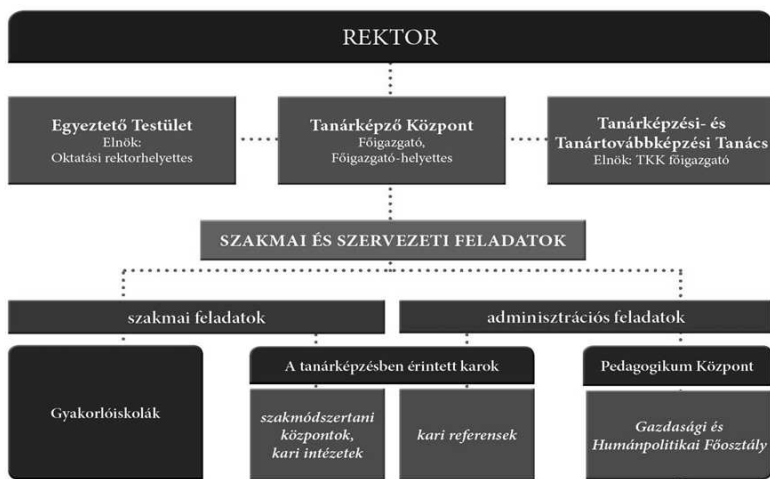 REKTOR
Egyeztető Testület
Elnök:
Oktatási rektorhelyettes
Tanárképző Központ
Főigazgató,
Főigazgató-helyettes
Tanárképzési- és
Tanártovábbképzési Tanács
Elnök: TKK főigazgató
SZAKMAI ÉS SZERVEZETI FELADATOK
szakmai feladatok
adminisztrációs feladatok
Gyakorlóiskolák
A tanárképzésben érintett karok
szakmódszertani
központok,
kari intézetek
kari referensek
Pedagogikum Központ
Gazdasági és
Humánpolitikai Főosztály